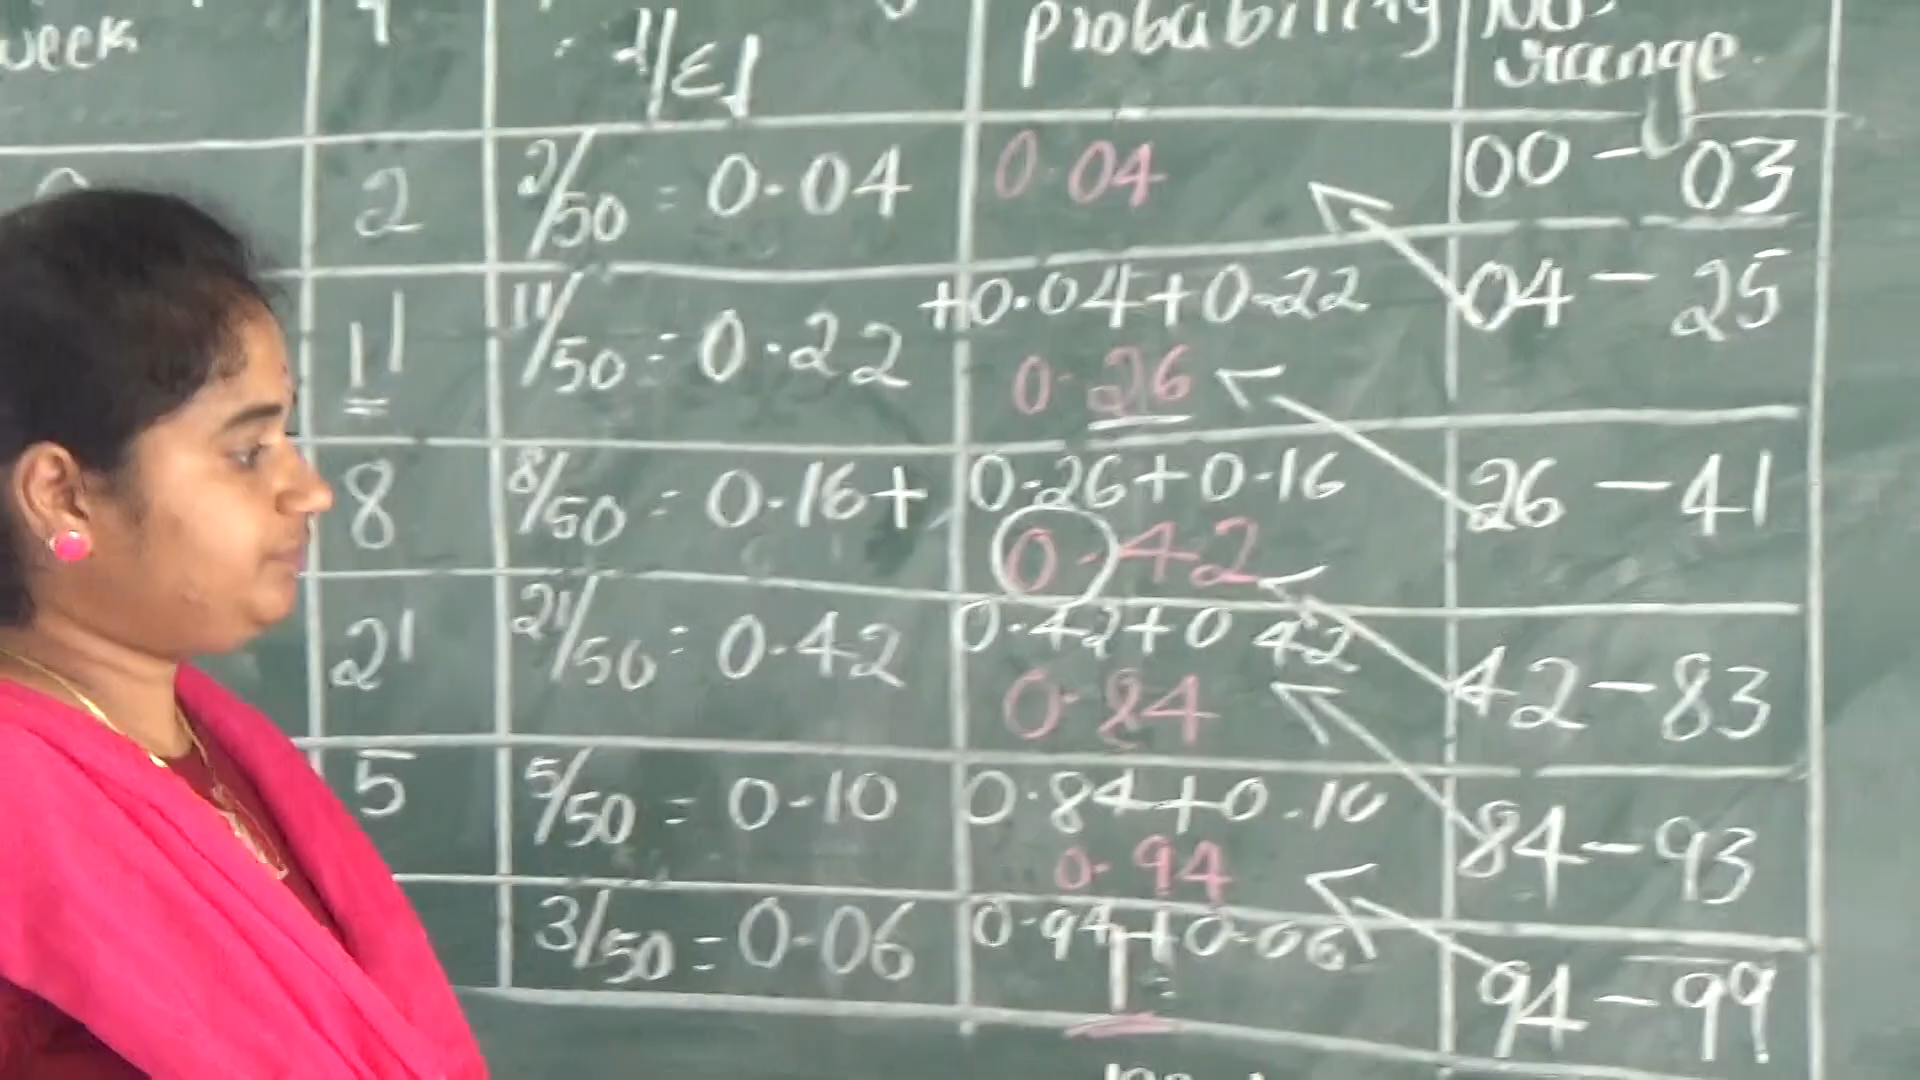 week
f/Σf
probability
range.
2
2/50 = 0.04
0.04
00 - 03
11
11/50 = 0.22
+0.04+0.22
0.26
04 - 25
8
8/50 = 0.16+
0.26+0.16
0.42
26 - 41
21
21/50 = 0.42
0.42+0.42
0.84
42 - 83
5
5/50 = 0.10
0.84+0.10
0.94
84 - 93
3/50 = 0.06
0.94+0.06
1
94 - 99